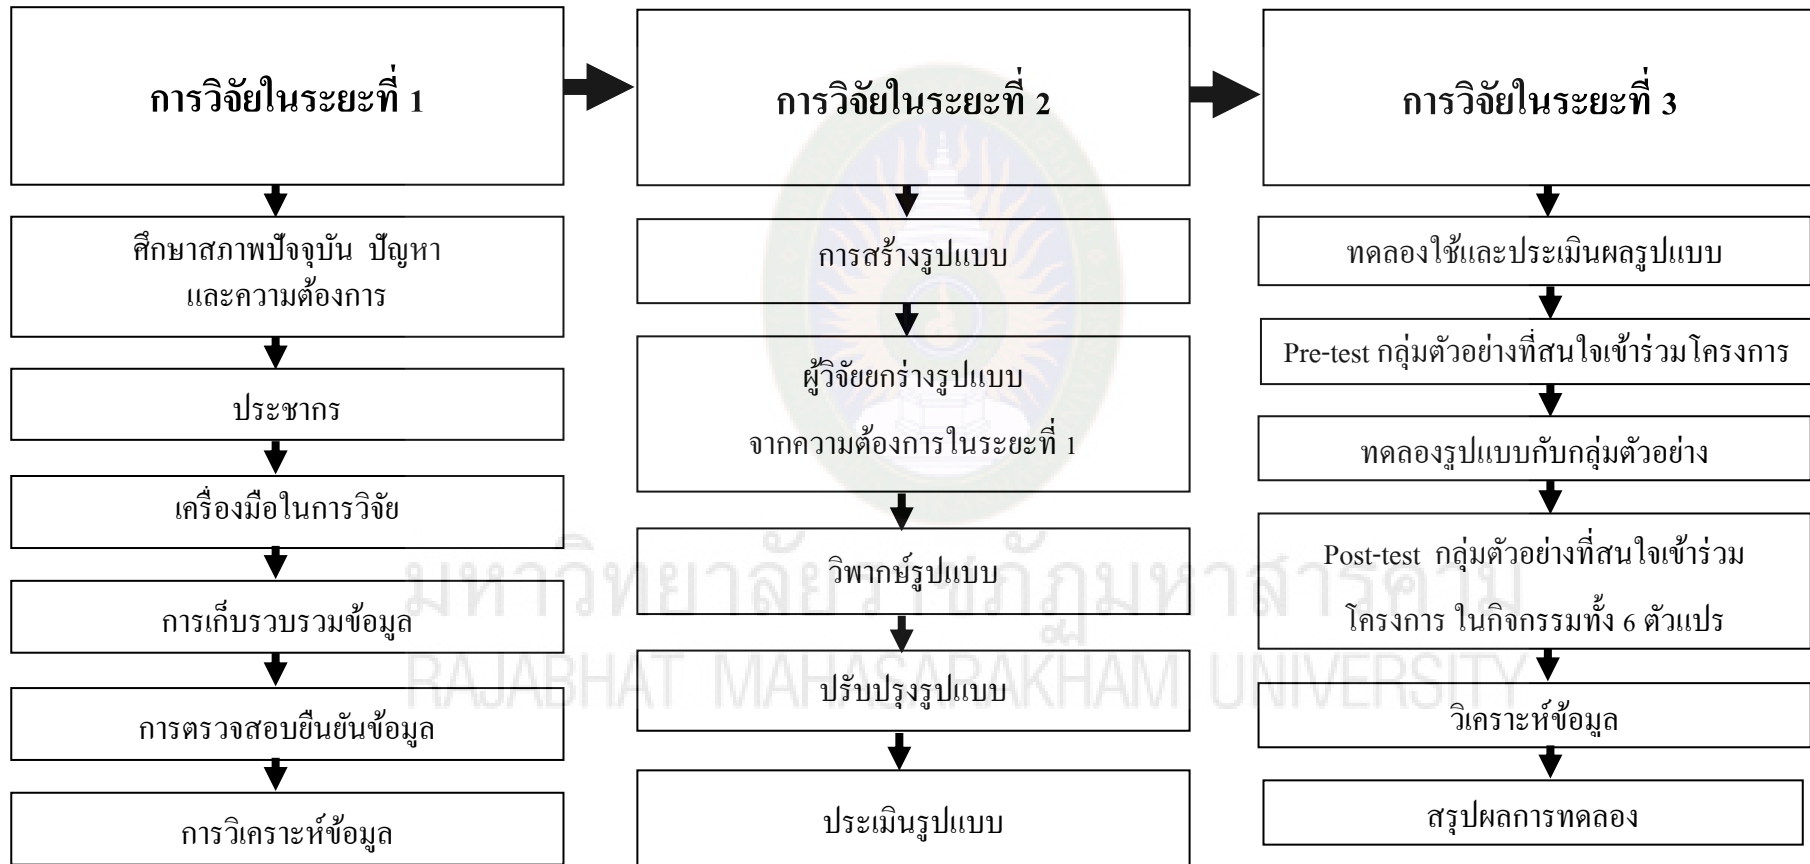 การวิจัยในระยะที่ 1
ศึกษาสภาพปัจจุบัน ปัญหา
และความต้องการ
ประชากร
เครื่องมือในการวิจัย
การเก็บรวบรวมข้อมูล
การตรวจสอบยืนยันข้อมูล
การวิเคราะห์ข้อมูล
การวิจัยในระยะที่ 2
การสร้างรูปแบบ
ผู้วิจัยยกร่างรูปแบบ
จากความต้องการในระยะที่ 1
วิพากษ์รูปแบบ
ปรับปรุงรูปแบบ
ประเมินรูปแบบ
การวิจัยในระยะที่ 3
ทดลองใช้และประเมินผลรูปแบบ
Pre-test กลุ่มตัวอย่างที่สนใจเข้าร่วมโครงการ
ทดลองรูปแบบกับกลุ่มตัวอย่าง
Post-test กลุ่มตัวอย่างที่สนใจเข้าร่วม
โครงการ ในกิจกรรมทั้ง 6 ตัวแปร
วิเคราะห์ข้อมูล
สรุปผลการทดลอง
มหาวิทยาลัยราชภัฏมหาสารคาม
RAJABHAT MAHASARAKHAM UNIVERSITY